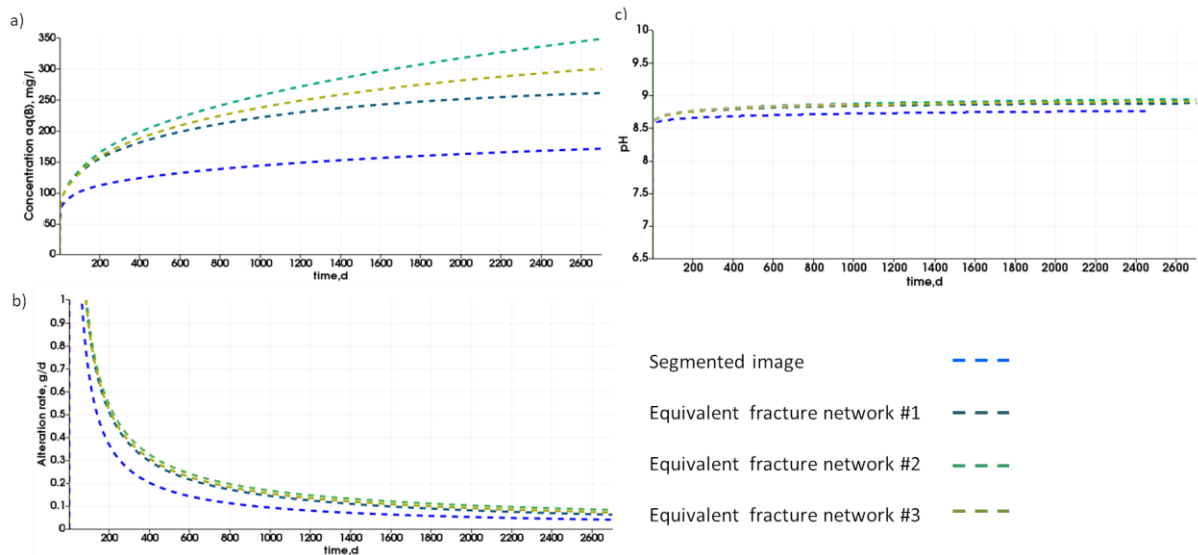 a)
Concentration aq(B), mg/l
350
300
250
200
150
100
50
0
200 400 600 800 1000 1200 1400 1600 1800 2000 2200 2400 2600
time,d
b)
Alteration rate, g/d
1
0.9
0.8
0.7
0.6
0.5
0.4
0.3
0.2
0.1
0
200 400 600 800 1000 1200 1400 1600 1800 2000 2200 2400 2600
time,d
c)
pH
10
9.5
9
8.5
8
7.5
7
6.5
200 400 600 800 1000 1200 1400 1600 1800 2000 2200 2400 2600
time,d
Segmented image
Equivalent fracture network #1
Equivalent fracture network #2
Equivalent fracture network #3